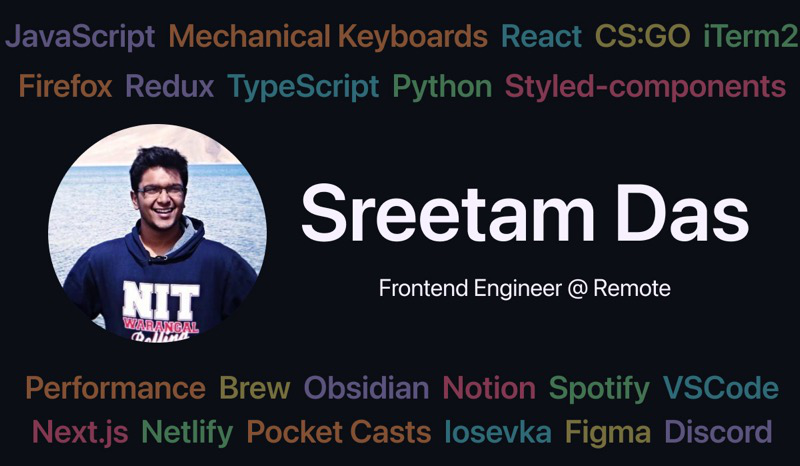 JavaScript Mechanical Keyboards React CS:GO iTerm2
Firefox Redux TypeScript Python Styled-components
Sreetam Das
Frontend Engineer @ Remote
NIT
WARANGAL
Rolling
Performance Brew Obsidian Notion Spotify VSCode
Next.js Netlify Pocket Casts Iosevka Figma Discord